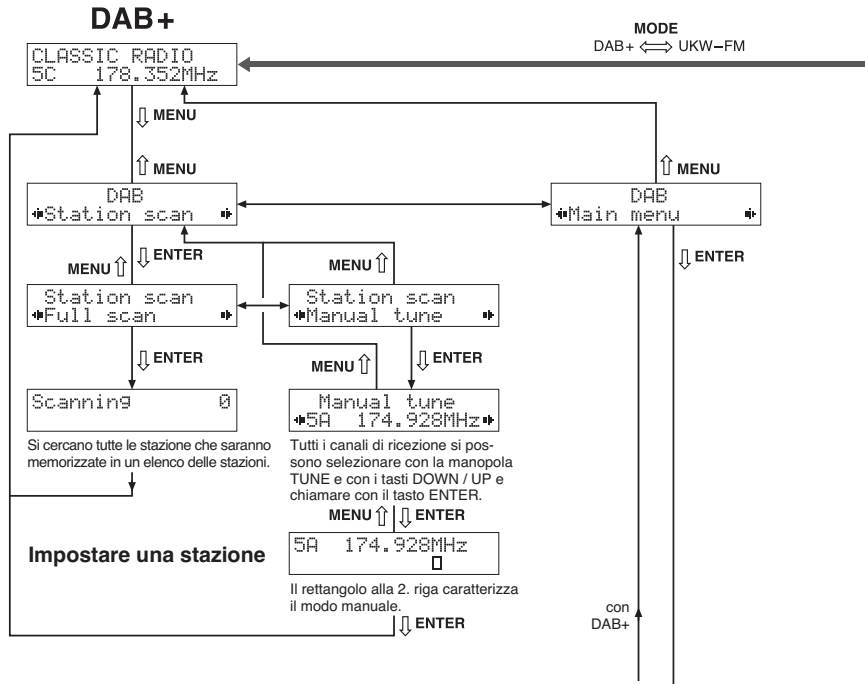 DAB+
MODE
DAB+ ⇔ UKW–FM
CLASSIC RADIO
5C 178.352MHz
⇩ MENU
⇧ MENU
⇧ MENU
DAB
Station scan
DAB
Main menu
MENU ⇧ ⇩ ENTER
MENU ⇧
⇩ ENTER
Station scan
Full scan
Station scan
Manual tune
⇩ ENTER
MENU ⇧ ⇩ ENTER
Scanning 0
Manual tune
5A 174.928MHz
Si cercano tutte le stazione che saranno
memorizzate in un elenco delle stazioni.
Tutti i canali di ricezione si pos-
sono selezionare con la manopola
TUNE e con i tasti DOWN / UP e
chiamare con il tasto ENTER.
MENU ⇧ ⇩ ENTER
Impostare una stazione
5A 174.928MHz
Il rettangolo alla 2. riga caratterizza
il modo manuale.
⇩ ENTER
con
DAB+